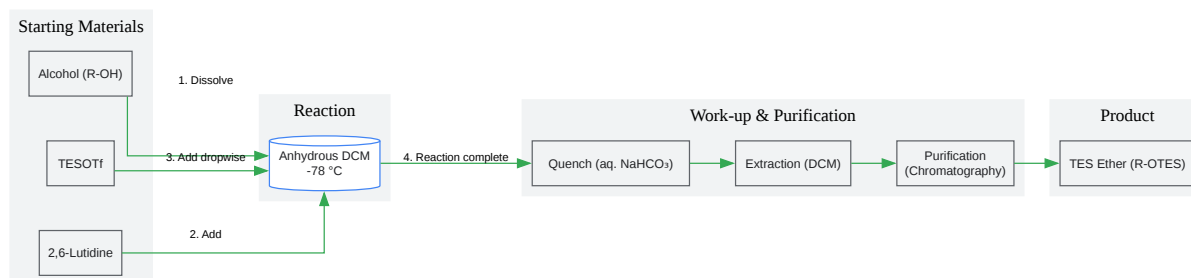 Starting Materials
Alcohol (R-OH)
1. Dissolve
TESOTf
3. Add dropwise
2,6-Lutidine
2. Add
Reaction
Anhydrous DCM
-78 °C
4. Reaction complete
Work-up & Purification
Quench (aq. NaHCO₃)
Extraction (DCM)
Purification
(Chromatography)
Product
TES Ether (R-OTES)